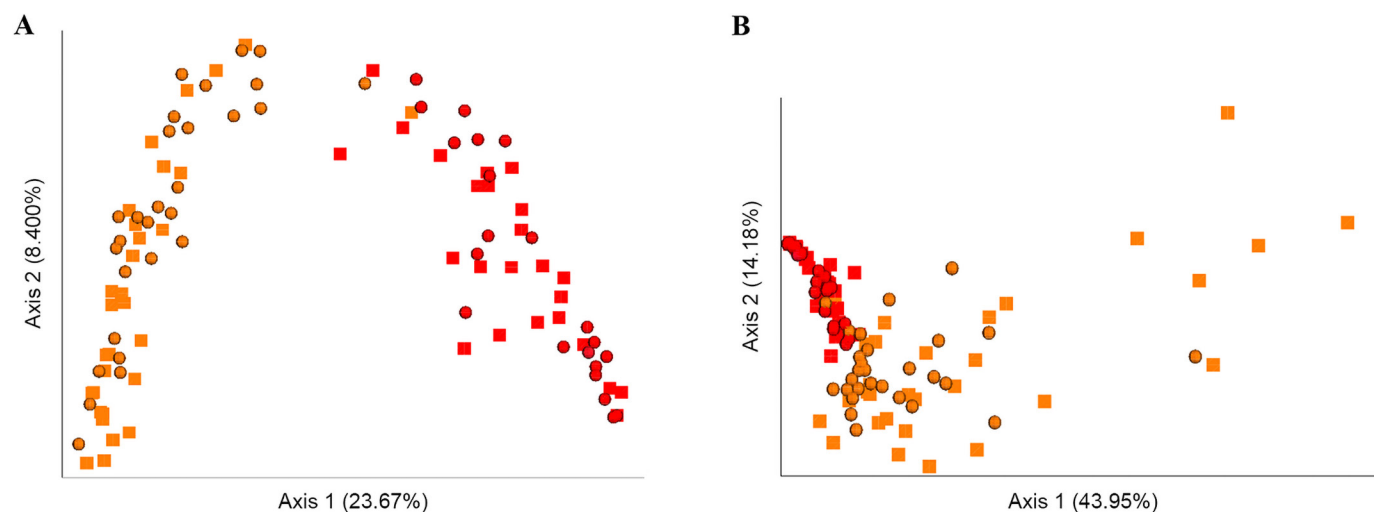 A
B
Axis 2 (8.400%)
Axis 1 (23.67%)
Axis 2 (14.18%)
Axis 1 (43.95%)